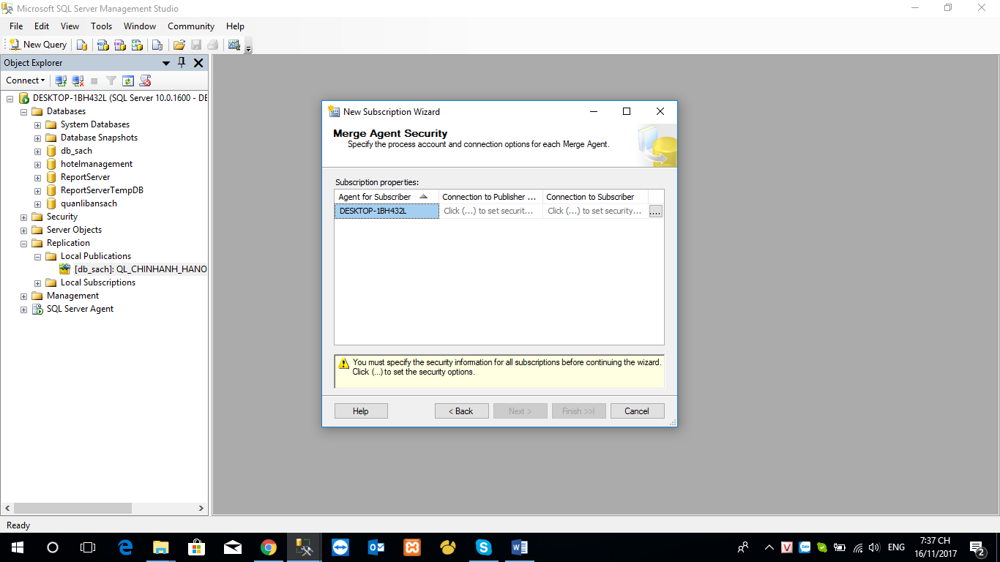 Microsoft SQL Server Management Studio
File Edit View Tools Window Community Help
New Query
Object Explorer
Connect
DESKTOP-1BH432L (SQL Server 10.0.1600 - DE
Databases
System Databases
Database Snapshots
db_sach
hotelmanagement
ReportServer
ReportServerTempDB
quanlibansach
Security
Server Objects
Replication
Local Publications
[db_sach]: QL_CHINHANH_HANO
Local Subscriptions
Management
SQL Server Agent
New Subscription Wizard
Merge Agent Security
Specify the process account and connection options for each Merge Agent.
Subscription properties:
Agent for Subscriber Connection to Publisher ... Connection to Subscriber
DESKTOP-1BH432L Click (...) to set securit... Click (...) to set security... ....
You must specify the security information for all subscriptions before continuing the wizard.
Click (...) to set the security options.
Help < Back Next > Finish >>| Cancel
Ready
ENG
7:37 CH
16/11/2017
2